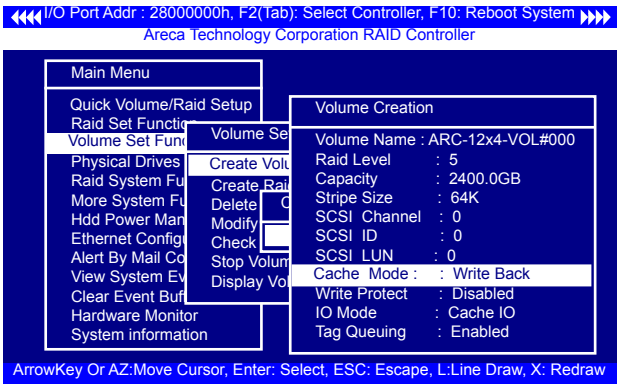 I/O Port Addr : 28000000h, F2(Tab): Select Controller, F10: Reboot System
Areca Technology Corporation RAID Controller
Main Menu
Quick Volume/Raid Setup
Raid Set Function
Volume Set Func
Physical Drives
Raid System Fu
More System Fu
Hdd Power Man
Ethernet Configu
Alert By Mail Co
View System Ev
Clear Event Buf
Hardware Monitor
System information
Volume Se
Create Volu
Create Rai
Delete
Modify
Check
Stop Volum
Display Vol
C
Volume Creation
Volume Name : ARC-12x4-VOL#000
Raid Level : 5
Capacity : 2400.0GB
Stripe Size : 64K
SCSI Channel : 0
SCSI ID : 0
SCSI LUN : 0
Cache Mode : : Write Back
Write Protect : Disabled
IO Mode : Cache IO
Tag Queuing : Enabled
ArrowKey Or AZ:Move Cursor, Enter: Select, ESC: Escape, L:Line Draw, X: Redraw